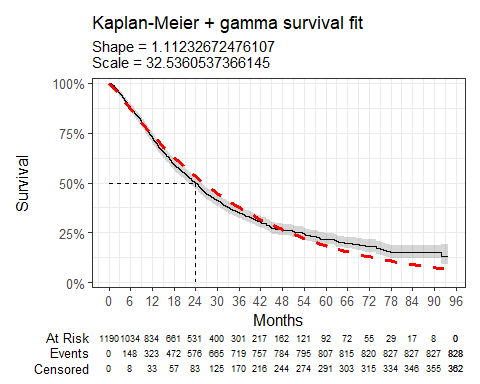 Kaplan-Meier + gamma survival fit
Shape = 1.11232672476107
Scale = 32.5360537366145
100%
75%
50%
25%
0%
Survival
0 6 12 18 24 30 36 42 48 54 60 66 72 78 84 90 96
Months
At Risk 1190 1034 834 661 531 400 301 217 162 121 92 72 55 29 17 8 0
Events 0 148 323 472 576 665 719 757 784 795 807 815 820 827 827 827 828
Censored 0 8 33 57 83 125 170 216 244 274 291 303 315 334 346 355 362